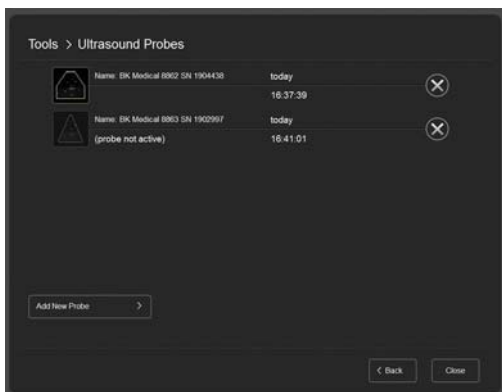 Tools > Ultrasound Probes
Name: BK Medical 8862 SN 1904438
today
16:37:39
Name: BK Medical 8863 SN 1902997
(probe not active)
today
16:41:01
Add New Probe >
< Back
Close